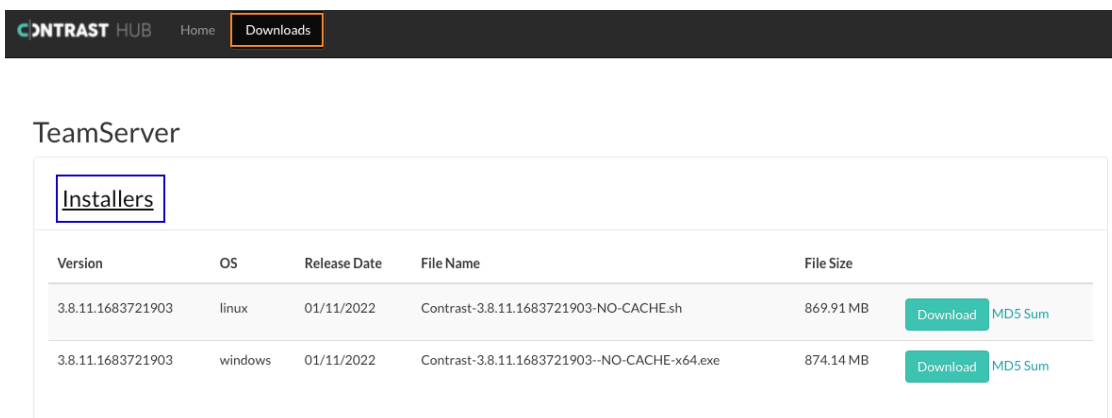 CONTRAST HUB Home Downloads
TeamServer
Installers
Version OS Release Date File Name File Size
3.8.11.1683721903 linux 01/11/2022 Contrast-3.8.11.1683721903-NO-CACHE.sh 869.91 MB Download MD5 Sum
3.8.11.1683721903 windows 01/11/2022 Contrast-3.8.11.1683721903--NO-CACHE-x64.exe 874.14 MB Download MD5 Sum